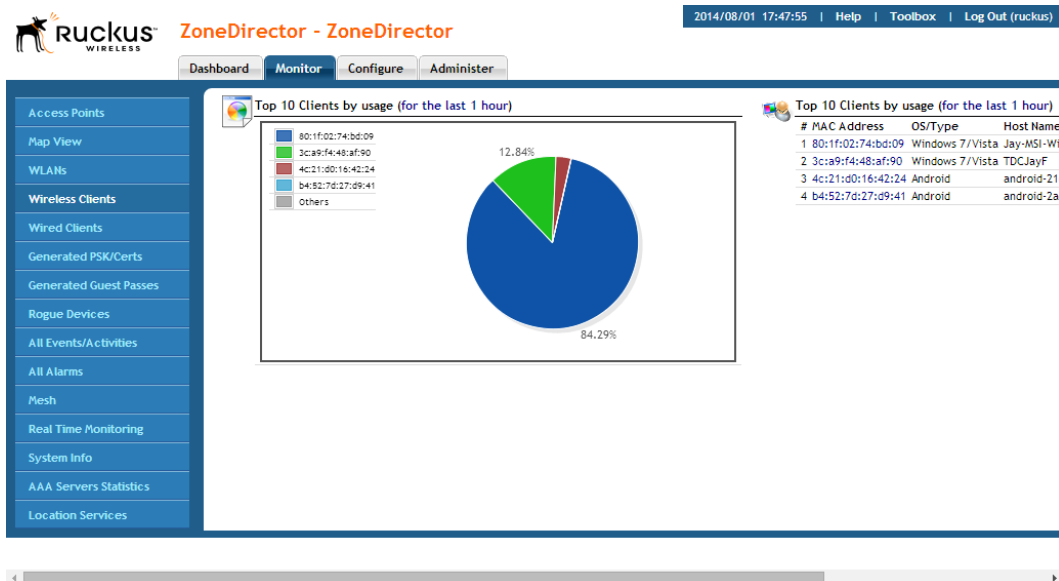 2014/08/01 17:47:55 | Help | Toolbox | Log Out (ruckus)
RUCKUS
WIRELESS
ZoneDirector - ZoneDirector
Dashboard Monitor Configure Administer
Access Points
Map View
WLANs
Wireless Clients
Wired Clients
Generated PSK/Certs
Generated Guest Passes
Rogue Devices
All Events/Activities
All Alarms
Mesh
Real Time Monitoring
System Info
AAA Servers Statistics
Location Services
Top 10 Clients by usage (for the last 1 hour)
80:1f:02:74:bd:09
3c:a9:f4:48:af:90
4c:21:d0:16:42:24
b4:52:7d:27:d9:41
Others
12.84%
84.29%
Top 10 Clients by usage (for the last 1 hour)
# MAC Address OS/Type Host Name
1 80:1f:02:74:bd:09 Windows 7/Vista Jay-MSI-Wi
2 3c:a9:f4:48:af:90 Windows 7/Vista TDCJayF
3 4c:21:d0:16:42:24 Android android-21
4 b4:52:7d:27:d9:41 Android android-2a